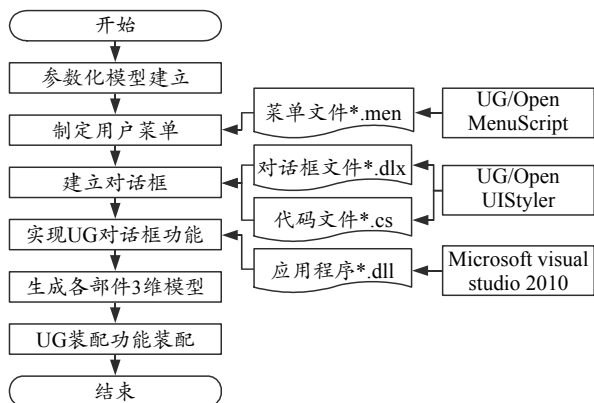 开始
参数化模型建立
制定用户菜单
建立对话框
实现UG对话框功能
生成各部件3维模型
UG装配功能装配
结束
菜单文件*.men
对话框文件*.dlx
代码文件*.cs
应用程序*.dll
UG/Open
MenuScript
UG/Open
UIStyler
Microsoft visual
studio 2010